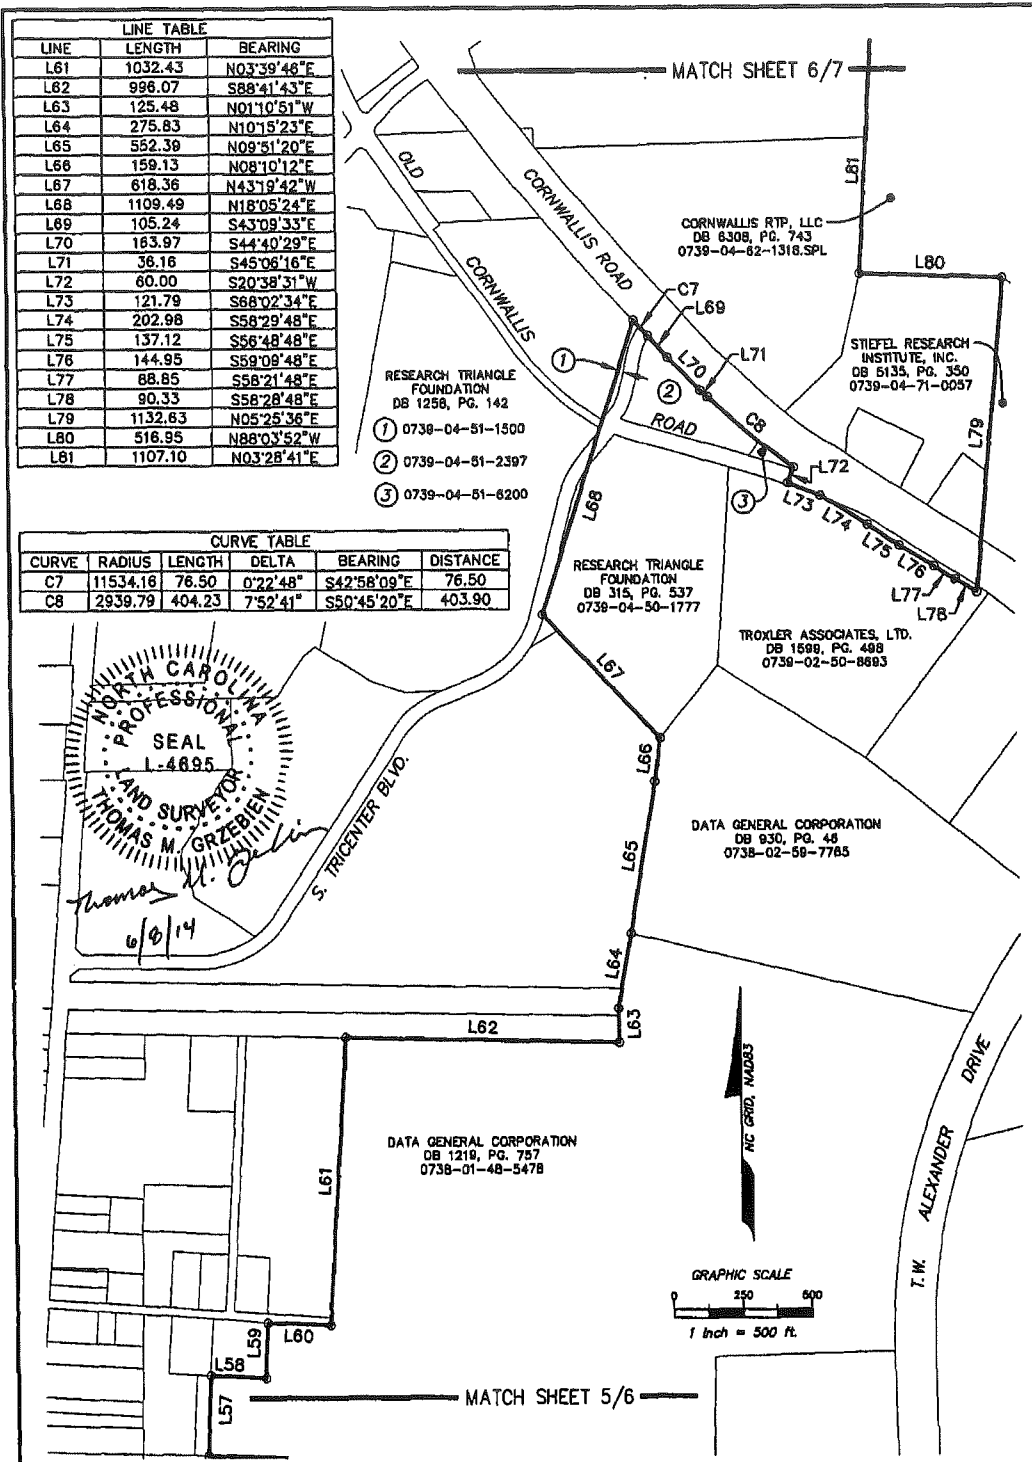 LINE TABLE
LINE LENGTH BEARING
L61 1032.43 N03°39'46"E
L62 996.07 S88°41'43"E
L63 125.48 N01°10'51"W
L64 275.83 N10°15'23"E
L65 552.39 N09°51'20"E
L66 159.13 N08°10'12"E
L67 618.36 N43°19'42"W
L68 1109.49 N18°05'24"E
L69 105.24 S43°09'33"E
L70 163.97 S44°40'29"E
L71 36.16 S45°06'16"E
L72 60.00 S20°38'31"W
L73 121.79 S68°02'34"E
L74 202.98 S58°29'48"E
L75 137.12 S56°48'48"E
L76 144.95 S59°09'48"E
L77 88.85 S58°21'48"E
L78 90.33 S58°28'48"E
L79 1132.63 N05°25'36"E
L80 516.95 N88°03'52"W
L81 1107.10 N03°28'41"E
MATCH SHEET 6/7
OLD
CORNWALLIS
ROAD
CORNWALLIS ROAD
L81
CORNWALLIS RTP, LLC
DB 6308, PG. 743
0739-04-62-1318.SPL
L80
C7
L69
L70
L71
1
2
C8
L72
3
L73
L74
L75
L76
L77
L78
L79
STIEFEL RESEARCH
INSTITUTE, INC.
DB 5135, PG. 350
0739-04-71-0057
RESEARCH TRIANGLE
FOUNDATION
DB 1258, PG. 142
1 0739-04-51-1500
2 0739-04-51-2397
3 0739-04-51-6200
L68
CURVE TABLE
CURVE RADIUS LENGTH DELTA BEARING DISTANCE
C7 11534.16 76.50 0°22'48" S42°58'09"E 76.50
C8 2939.79 404.23 7°52'41" S50°45'20"E 403.90
RESEARCH TRIANGLE
FOUNDATION
DB 315, PG. 537
0739-04-50-1777
TROXLER ASSOCIATES, LTD.
DB 1599, PG. 498
0739-02-50-8693
L67
NORTH CAROLINA
PROFESSIONAL
SEAL
L-4695
LAND SURVEYOR
THOMAS M. GRZEBIEN
Thomas M. Grzebien
6/8/14
S. TRICENTER BLVD.
L66
L65
DATA GENERAL CORPORATION
DB 930, PG. 46
0738-02-59-7785
L64
L63
L62
L61
DATA GENERAL CORPORATION
DB 1219, PG. 757
0738-01-48-5478
NC GRID, NAD83
T.W. ALEXANDER DRIVE
GRAPHIC SCALE
0 250 500
1 inch = 500 ft.
L60
L59
L58
L57
MATCH SHEET 5/6